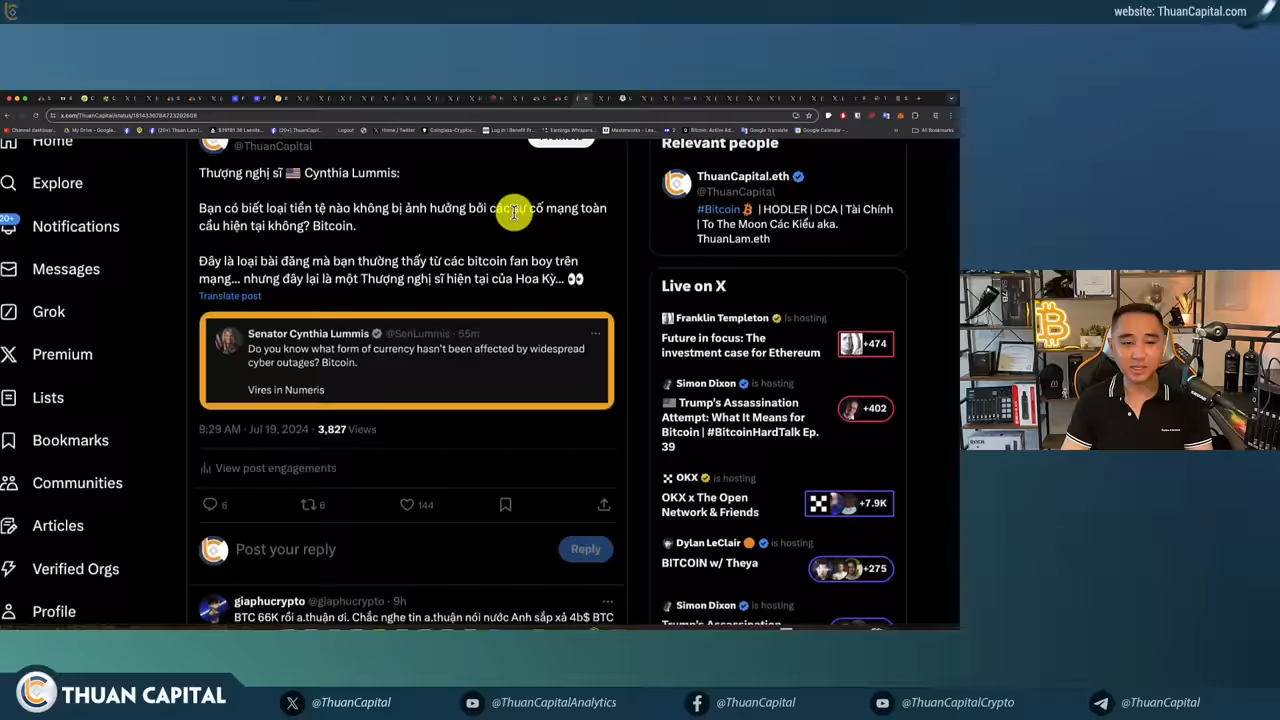 website: ThuanCapital.com
x.com/ThuanCapital/status/1814336784723202608
Home
Explore
20+
Notifications
Messages
Grok
Premium
Lists
Bookmarks
Communities
Articles
Verified Orgs
Profile
@ThuanCapital
Thượng nghị sĩ 🇺🇸 Cynthia Lummis:
Bạn có biết loại tiền tệ nào không bị ảnh hưởng bởi các sự cố mạng toàn
cầu hiện tại không? Bitcoin.
Đây là loại bài đăng mà bạn thường thấy từ các bitcoin fan boy trên
mạng... nhưng đây lại là một Thượng nghị sĩ hiện tại của Hoa Kỳ... 👀
Translate post
Senator Cynthia Lummis @SenLummis · 55m
Do you know what form of currency hasn't been affected by widespread
cyber outages? Bitcoin.
Vires in Numeris
9:29 AM · Jul 19, 2024 · 3,827 Views
View post engagements
6 6 144
Post your reply
Reply
giaphucrypto @giaphucrypto · 9h
BTC 66K rồi a.thuận ơi. Chắc nghe tin a.thuận nói nước Anh sắp xả 4b$ BTC
Relevant people
ThuanCapital.eth
@ThuanCapital
#Bitcoin | HODLER | DCA | Tài Chính
| To The Moon Các Kiểu aka.
ThuanLam.eth
Live on X
Franklin Templeton is hosting
Future in focus: The
investment case for Ethereum
+474
Simon Dixon is hosting
🇺🇸 Trump's Assassination
Attempt: What It Means for
Bitcoin | #BitcoinHardTalk Ep.
39
+402
OKX is hosting
OKX x The Open
Network & Friends
+7.9K
Dylan LeClair is hosting
BITCOIN w/ Theya
+275
Simon Dixon is hosting
Trump's Assassination
THUAN CAPITAL
@ThuanCapital
@ThuanCapitalAnalytics
@ThuanCapital
@ThuanCapitalCrypto
@ThuanCapital